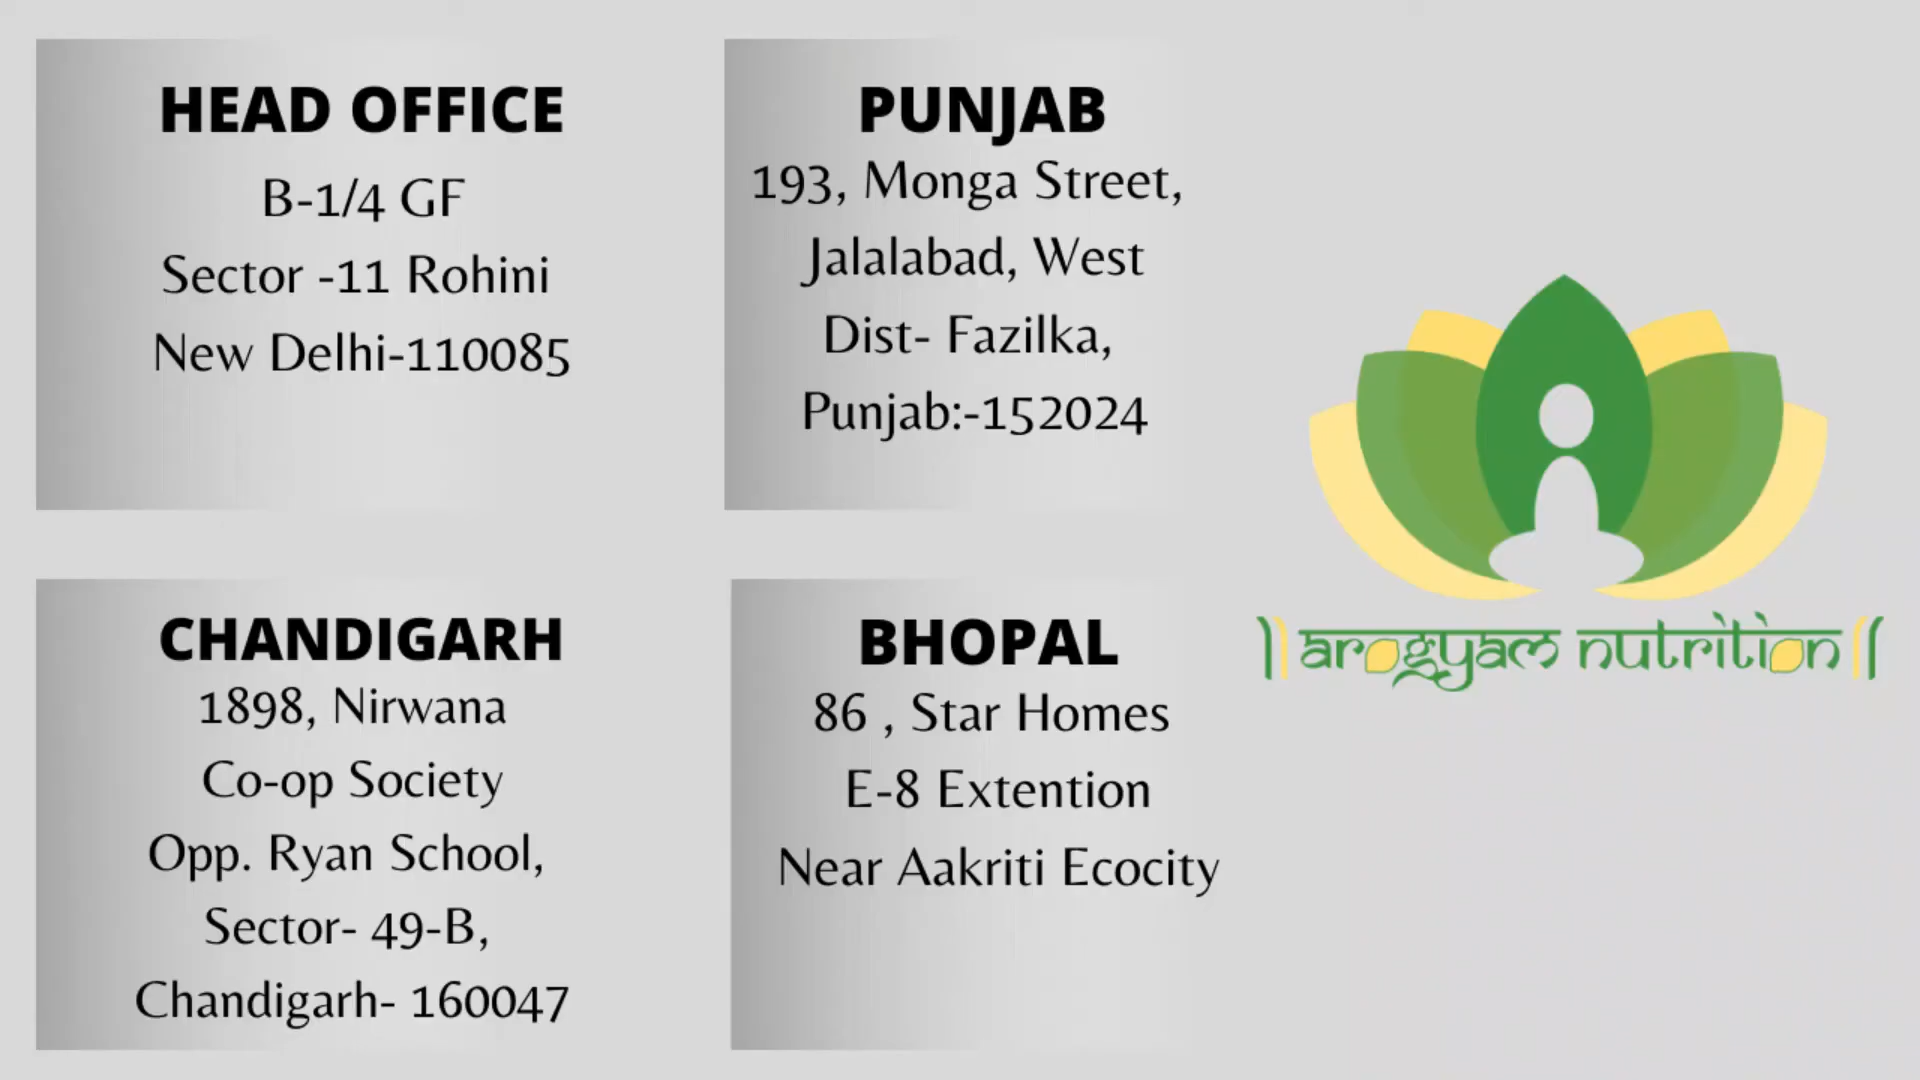 HEAD OFFICE
B-1/4 GF
Sector -11 Rohini
New Delhi-110085
PUNJAB
193, Monga Street,
Jalalabad, West
Dist- Fazilka,
Punjab:-152024
CHANDIGARH
1898, Nirwana
Co-op Society
Opp. Ryan School,
Sector- 49-B,
Chandigarh- 160047
BHOPAL
86 , Star Homes
E-8 Extention
Near Aakriti Ecocity
|| arogyam nutrition ||